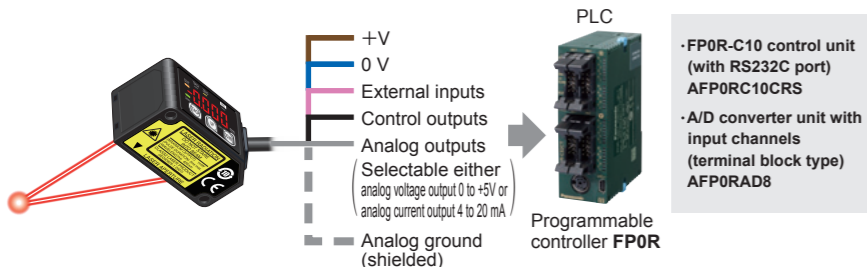 +V
0 V
External inputs
Control outputs
Analog outputs
(Selectable either
analog voltage output 0 to +5V or
analog current output 4 to 20 mA)
Analog ground
(shielded)
PLC
Programmable
controller FP0R
·FP0R-C10 control unit
(with RS232C port)
AFP0RC10CRS
·A/D converter unit with
input channels
(terminal block type)
AFP0RAD8